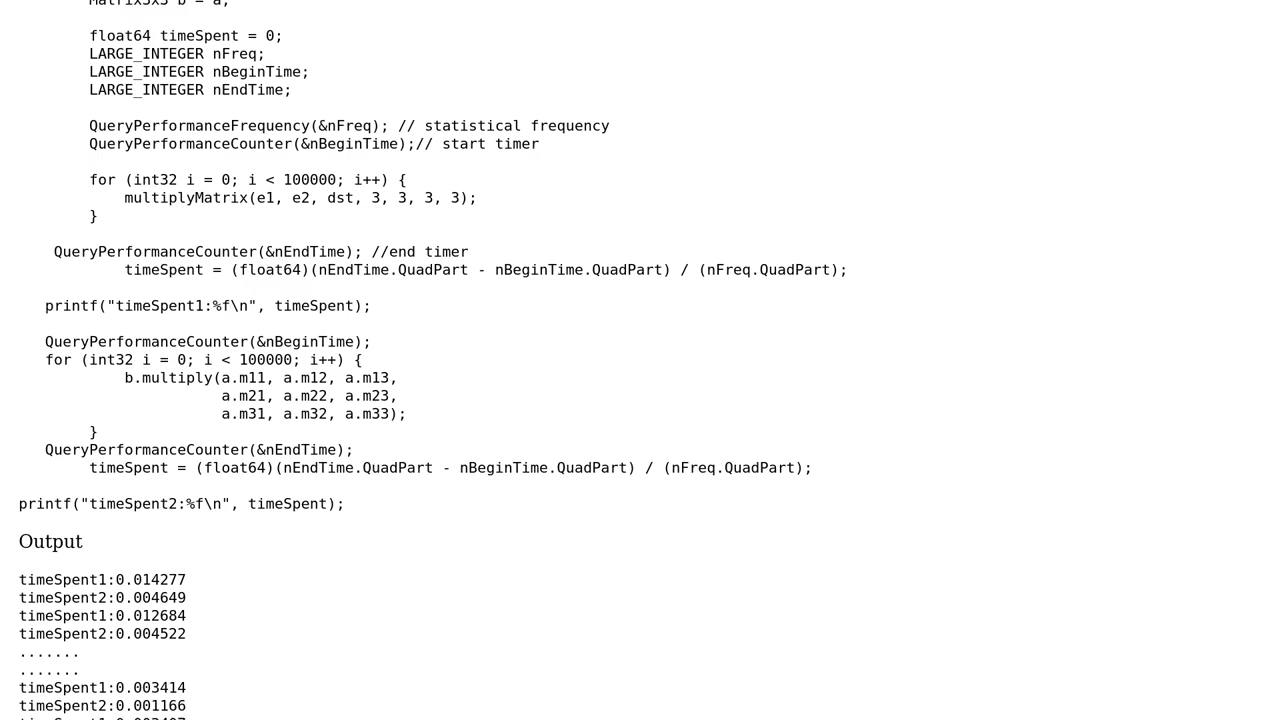 Matrix3x3 b = a;
float64 timeSpent = 0;
LARGE_INTEGER nFreq;
LARGE_INTEGER nBeginTime;
LARGE_INTEGER nEndTime;
QueryPerformanceFrequency(&nFreq); // statistical frequency
QueryPerformanceCounter(&nBeginTime);// start timer
for (int32 i = 0; i < 100000; i++) {
multiplyMatrix(e1, e2, dst, 3, 3, 3, 3);
}
QueryPerformanceCounter(&nEndTime); //end timer
timeSpent = (float64)(nEndTime.QuadPart - nBeginTime.QuadPart) / (nFreq.QuadPart);
printf("timeSpent1:%f\n", timeSpent);
QueryPerformanceCounter(&nBeginTime);
for (int32 i = 0; i < 100000; i++) {
b.multiply(a.m11, a.m12, a.m13,
a.m21, a.m22, a.m23,
a.m31, a.m32, a.m33);
}
QueryPerformanceCounter(&nEndTime);
timeSpent = (float64)(nEndTime.QuadPart - nBeginTime.QuadPart) / (nFreq.QuadPart);
printf("timeSpent2:%f\n", timeSpent);
Output
timeSpent1:0.014277
timeSpent2:0.004649
timeSpent1:0.012684
timeSpent2:0.004522
.......
.......
timeSpent1:0.003414
timeSpent2:0.001166